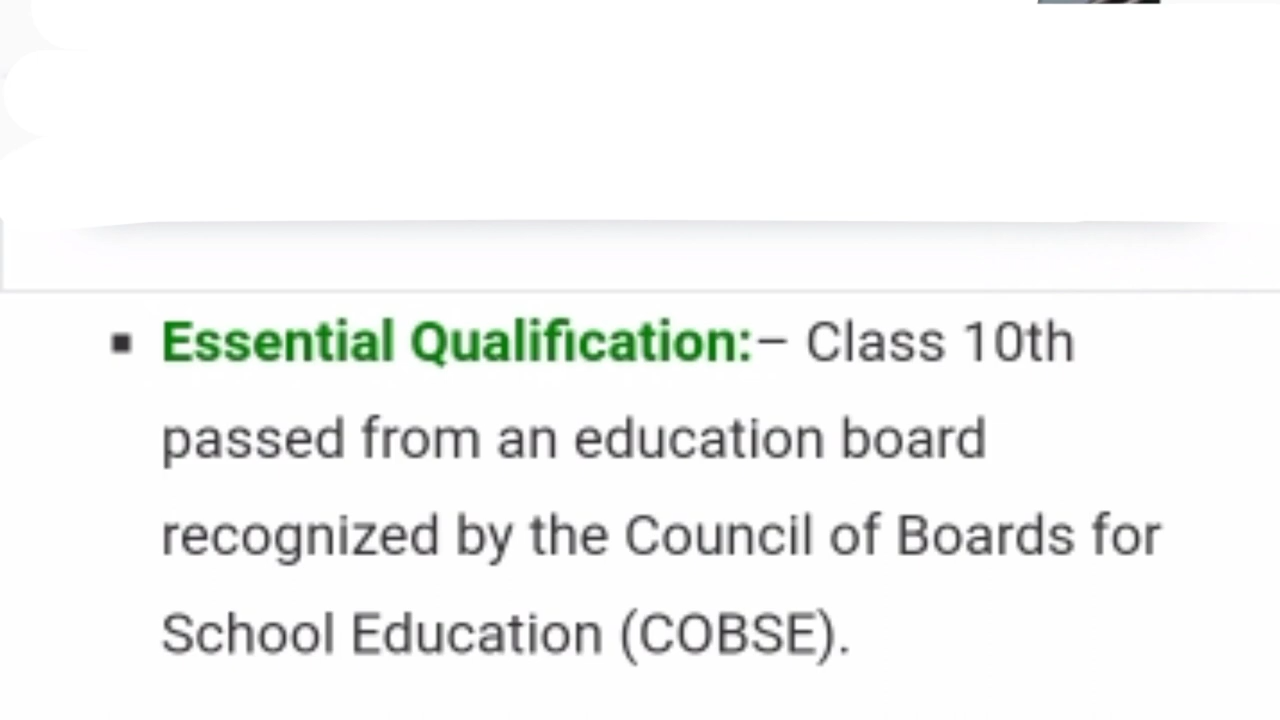 ▪ Essential Qualification:– Class 10th
passed from an education board
recognized by the Council of Boards for
School Education (COBSE).